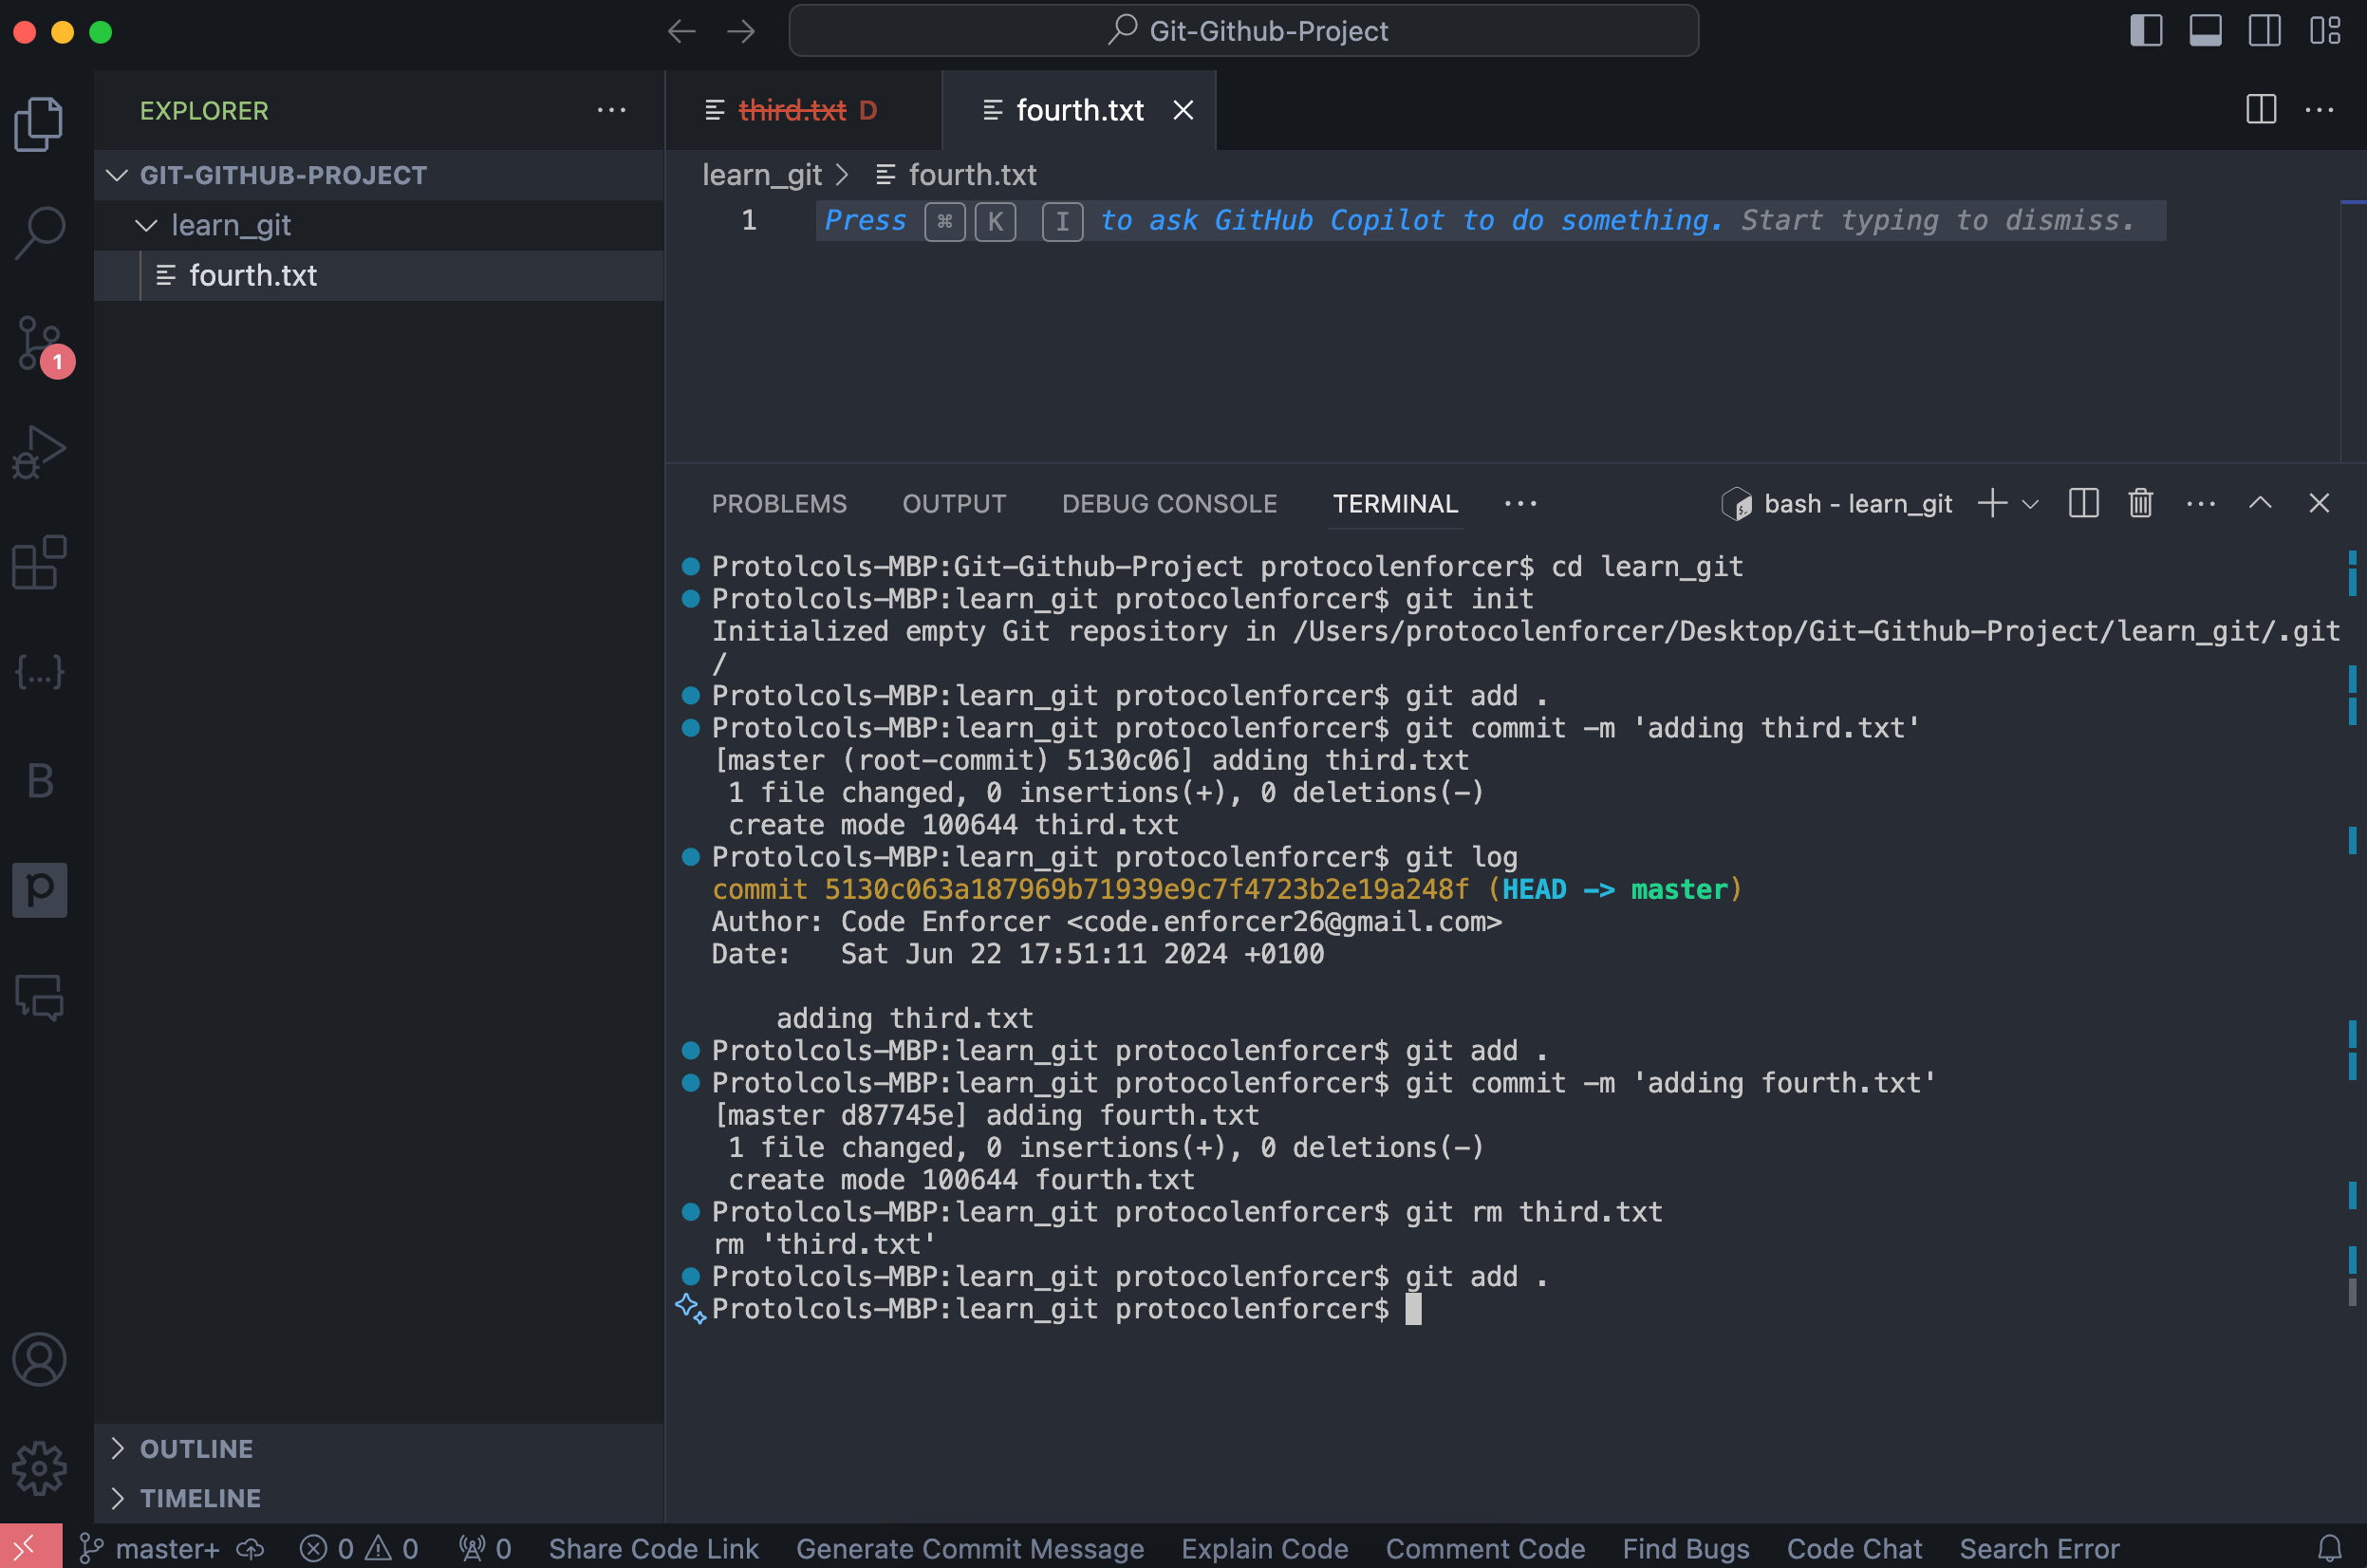 Git-Github-Project
EXPLORER
third.txt D
fourth.txt
GIT-GITHUB-PROJECT
learn_git
fourth.txt
learn_git > fourth.txt
1 Press ⌘ K I to ask GitHub Copilot to do something. Start typing to dismiss.
1
{...}
B
p
PROBLEMS OUTPUT DEBUG CONSOLE TERMINAL
bash - learn_git
Protolcols-MBP:Git-Github-Project protocolenforcer$ cd learn_git
Protolcols-MBP:learn_git protocolenforcer$ git init
Initialized empty Git repository in /Users/protocolenforcer/Desktop/Git-Github-Project/learn_git/.git
/
Protolcols-MBP:learn_git protocolenforcer$ git add .
Protolcols-MBP:learn_git protocolenforcer$ git commit -m 'adding third.txt'
[master (root-commit) 5130c06] adding third.txt
 1 file changed, 0 insertions(+), 0 deletions(-)
 create mode 100644 third.txt
Protolcols-MBP:learn_git protocolenforcer$ git log
commit 5130c063a187969b71939e9c7f4723b2e19a248f (HEAD -> master)
Author: Code Enforcer <code.enforcer26@gmail.com>
Date:   Sat Jun 22 17:51:11 2024 +0100
    adding third.txt
Protolcols-MBP:learn_git protocolenforcer$ git add .
Protolcols-MBP:learn_git protocolenforcer$ git commit -m 'adding fourth.txt'
[master d87745e] adding fourth.txt
 1 file changed, 0 insertions(+), 0 deletions(-)
 create mode 100644 fourth.txt
Protolcols-MBP:learn_git protocolenforcer$ git rm third.txt
rm 'third.txt'
Protolcols-MBP:learn_git protocolenforcer$ git add .
Protolcols-MBP:learn_git protocolenforcer$
OUTLINE
TIMELINE
master+ 0 0 0 Share Code Link Generate Commit Message Explain Code Comment Code Find Bugs Code Chat Search Error